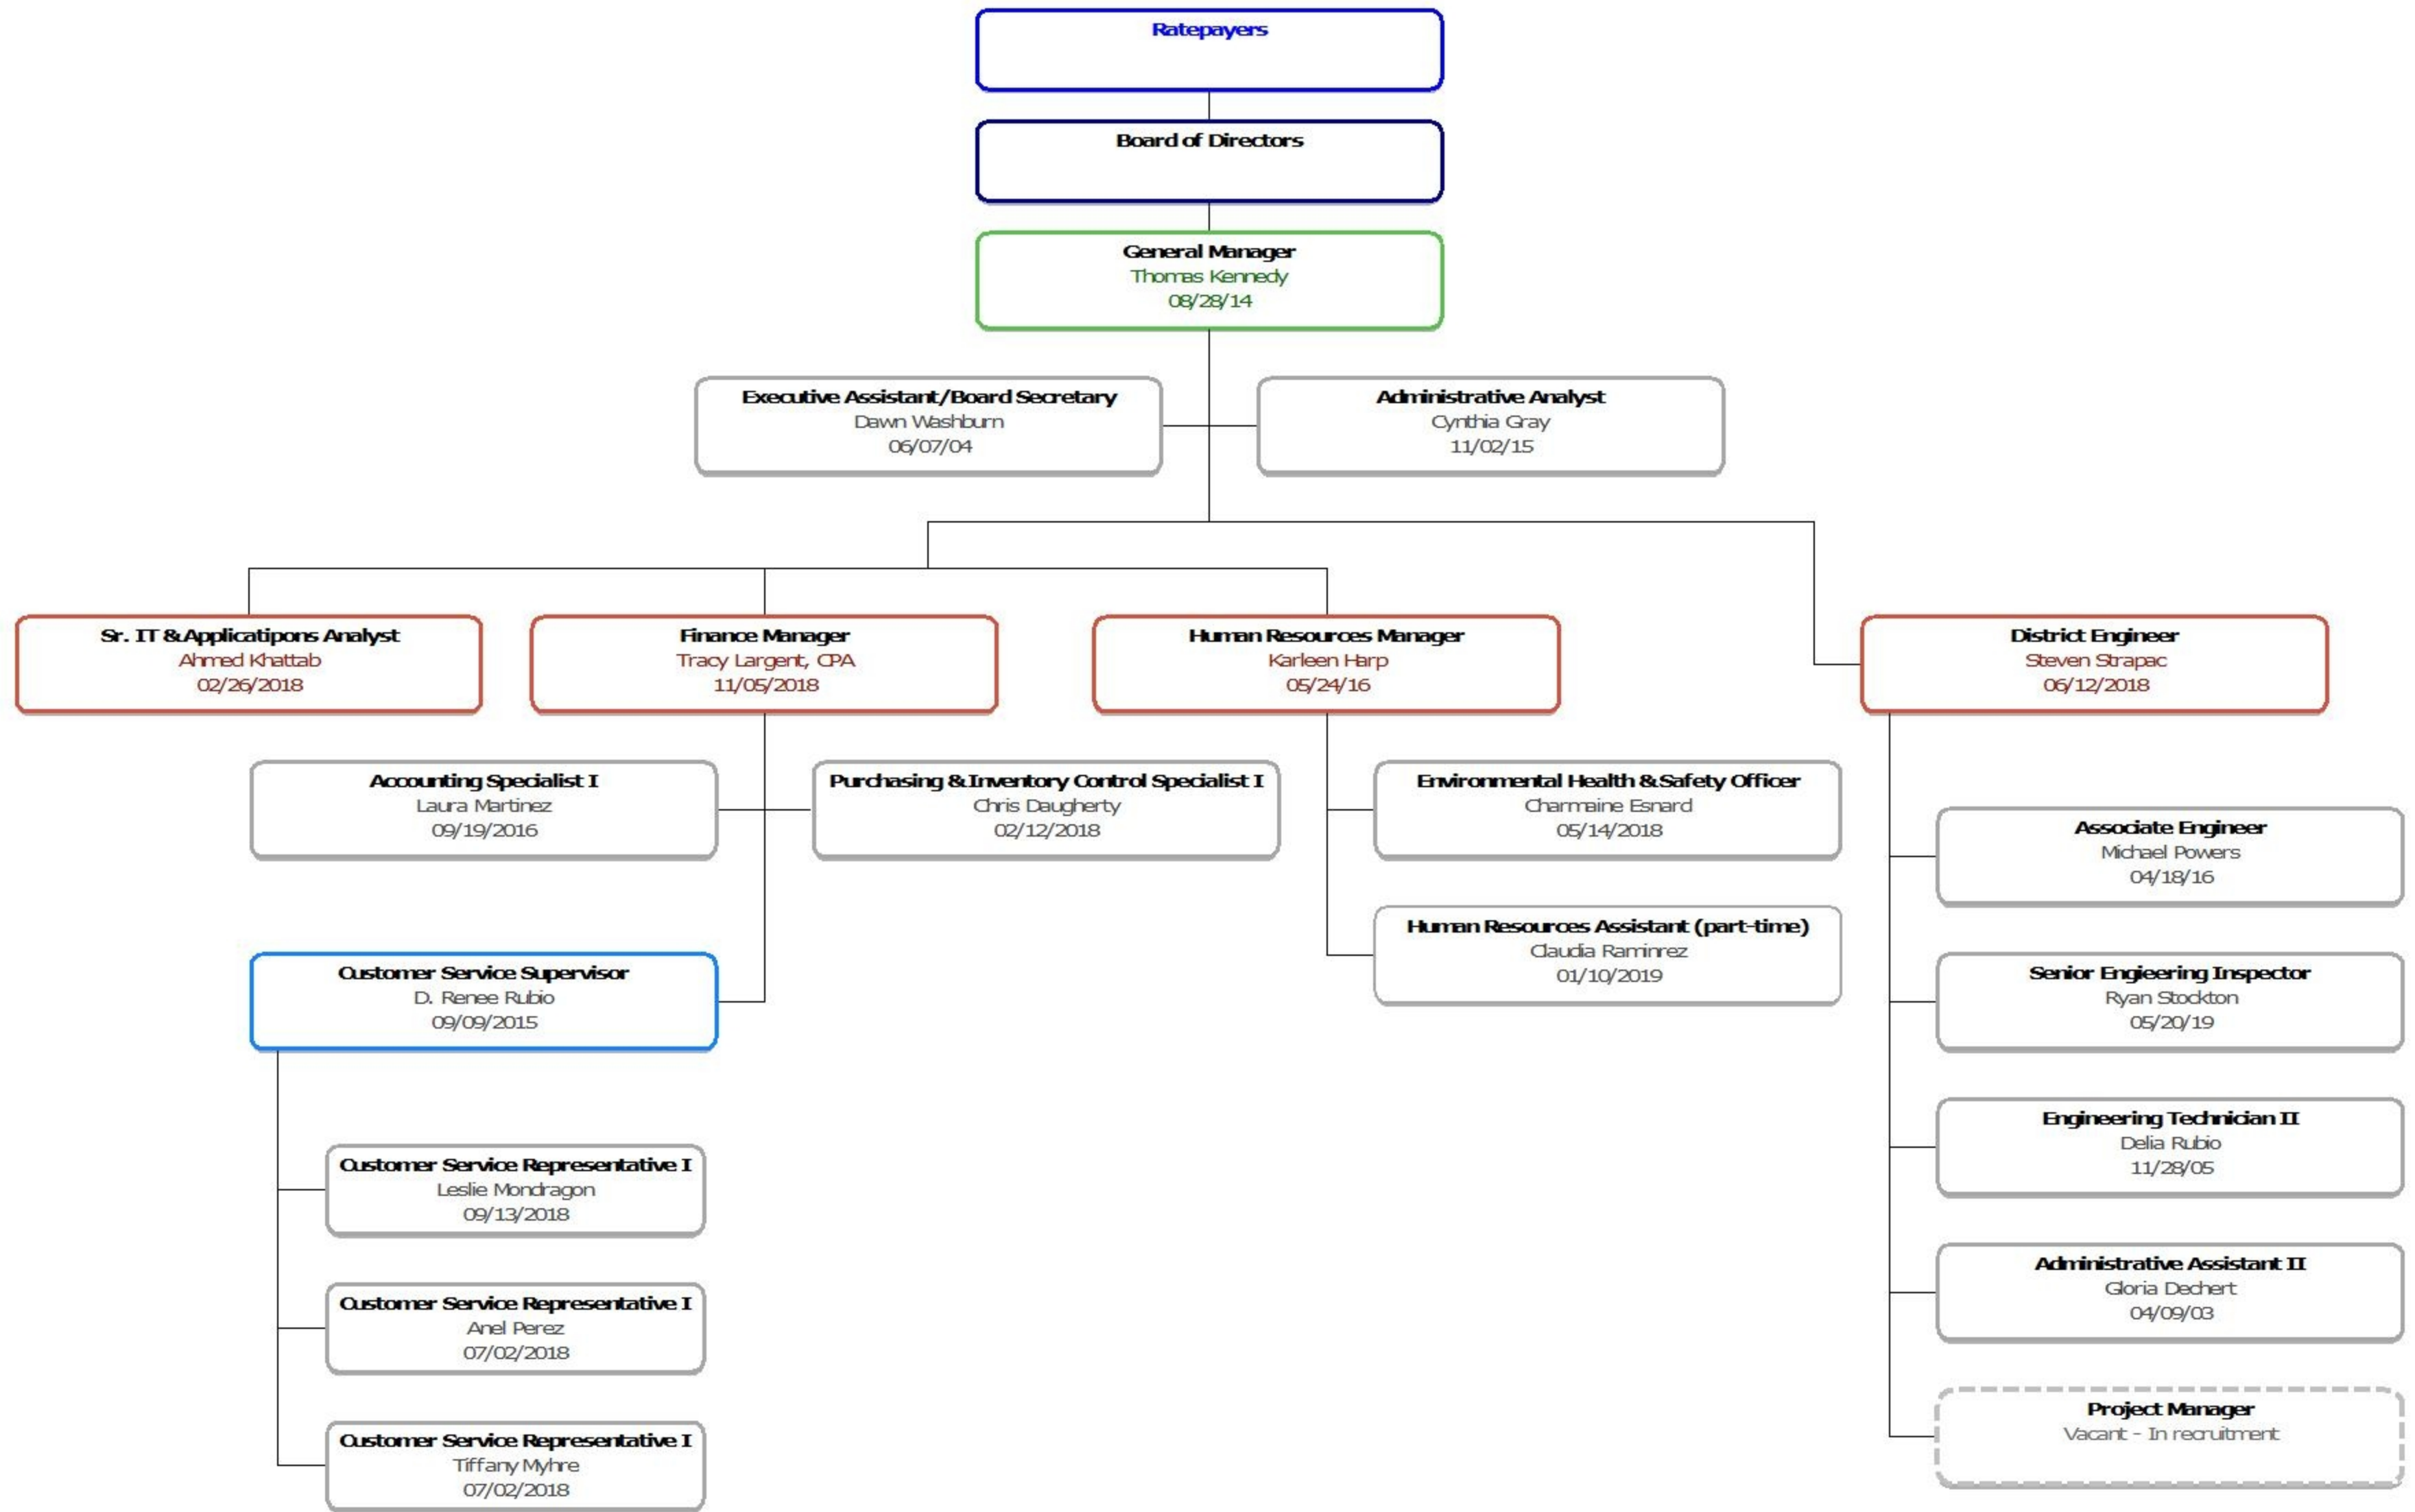 Ratepayers
Board of Directors
General Manager
Thomas Kennedy
08/28/14
Executive Assistant/Board Secretary
Dawn Washburn
06/07/04
Administrative Analyst
Cynthia Gray
11/02/15
Sr. IT & Applicatipons Analyst
Ahmed Khattab
02/26/2018
Finance Manager
Tracy Largent, CPA
11/05/2018
Human Resources Manager
Karleen Harp
05/24/16
District Engineer
Steven Strapac
06/12/2018
Accounting Specialist I
Laura Martinez
09/19/2016
Purchasing & Inventory Control Specialist I
Chris Daugherty
02/12/2018
Environmental Health & Safety Officer
Charmaine Esnard
05/14/2018
Associate Engineer
Michael Powers
04/18/16
Human Resources Assistant (part-time)
Claudia Raminrez
01/10/2019
Customer Service Supervisor
D. Renee Rubio
09/09/2015
Senior Engieering Inspector
Ryan Stockton
05/20/19
Engineering Technician II
Delia Rubio
11/28/05
Customer Service Representative I
Leslie Mondragon
09/13/2018
Administrative Assistant II
Gloria Dechert
04/09/03
Customer Service Representative I
Anel Perez
07/02/2018
Project Manager
Vacant - In recruitment
Customer Service Representative I
Tiffany Myhre
07/02/2018